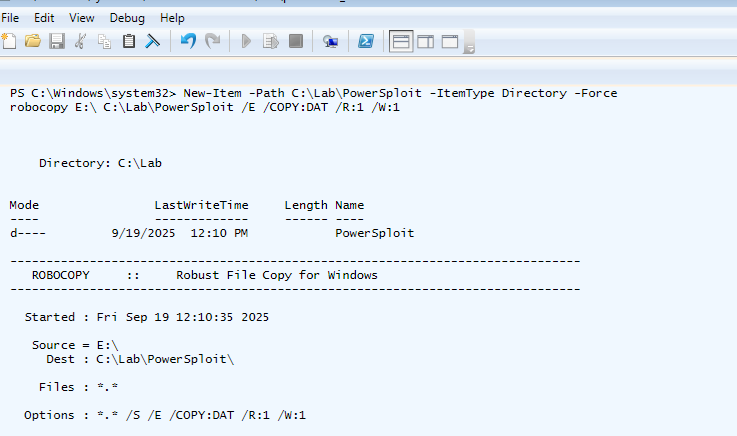 File Edit View Debug Help
PS C:\Windows\system32> New-Item -Path C:\Lab\PowerSploit -ItemType Directory -Force
robocopy E:\ C:\Lab\PowerSploit /E /COPY:DAT /R:1 /W:1
Directory: C:\Lab
Mode LastWriteTime Length Name
---- ------------- ------ ----
d---- 9/19/2025 12:10 PM PowerSploit
-------------------------------------------------------------------------------
ROBOCOPY :: Robust File Copy for Windows
-------------------------------------------------------------------------------
Started : Fri Sep 19 12:10:35 2025
Source = E:\
Dest : C:\Lab\PowerSploit\
Files : *.*
Options : *.* /S /E /COPY:DAT /R:1 /W:1